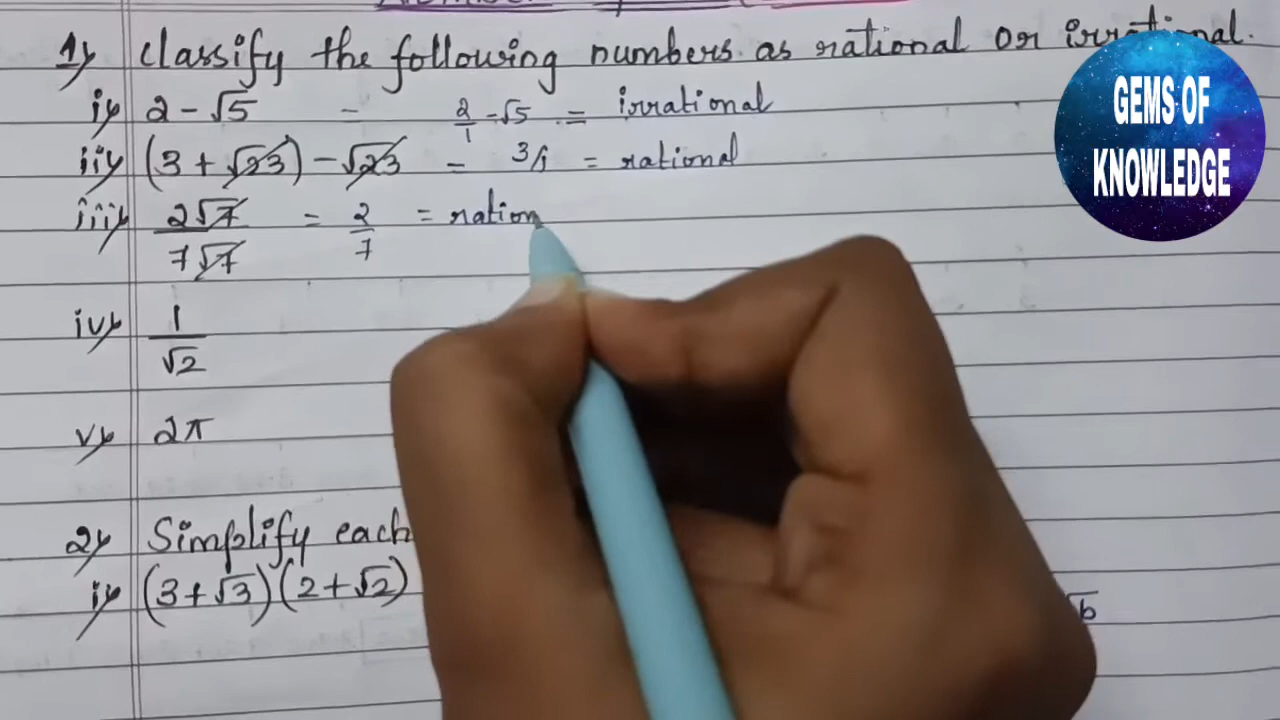 1) Classify the following numbers as rational or irrational.
i) 2 - √5 - 2/1 - √5 = irrational
ii) (3 + √23) - √23 - 3/1 = rational
iii) 2√7 / 7√7 = 2/7 = ration
iv) 1/√2
v) 2π
2) Simplify each
i) (3+√3)(2+√2)
√b
GEMS OF
KNOWLEDGE